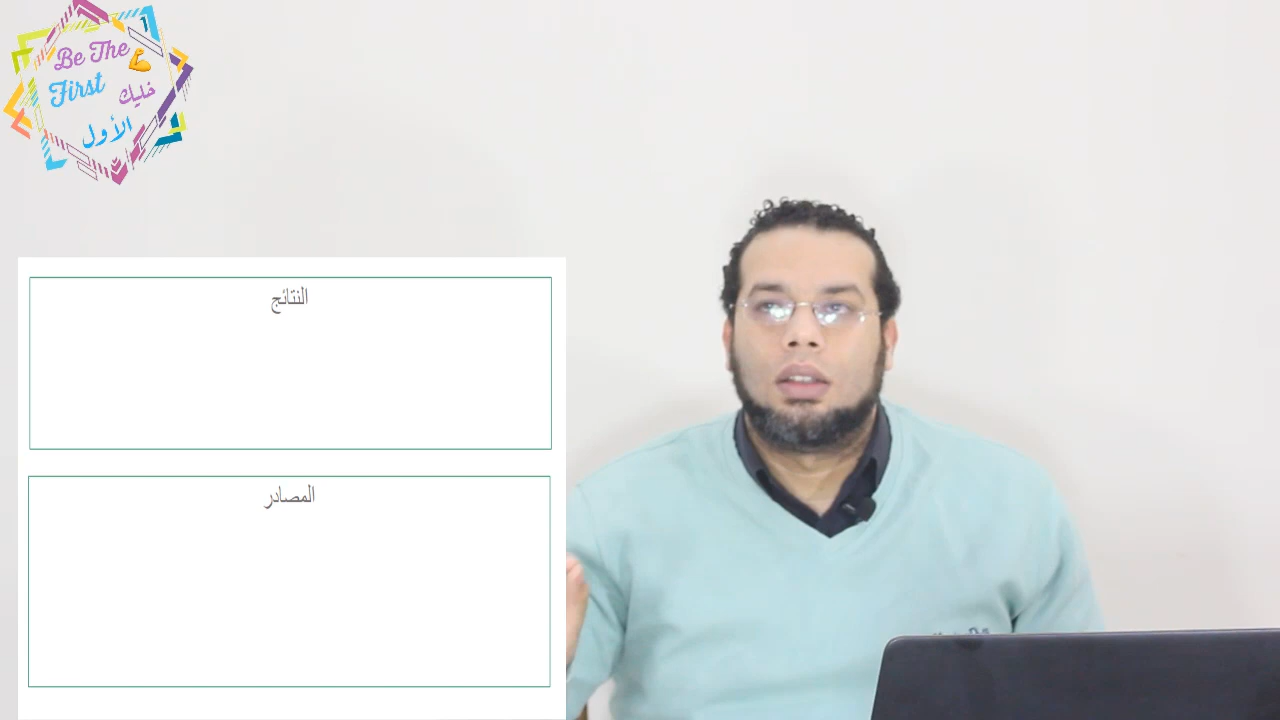 Be The
First
خليك
الأول
النتائج
المصادر